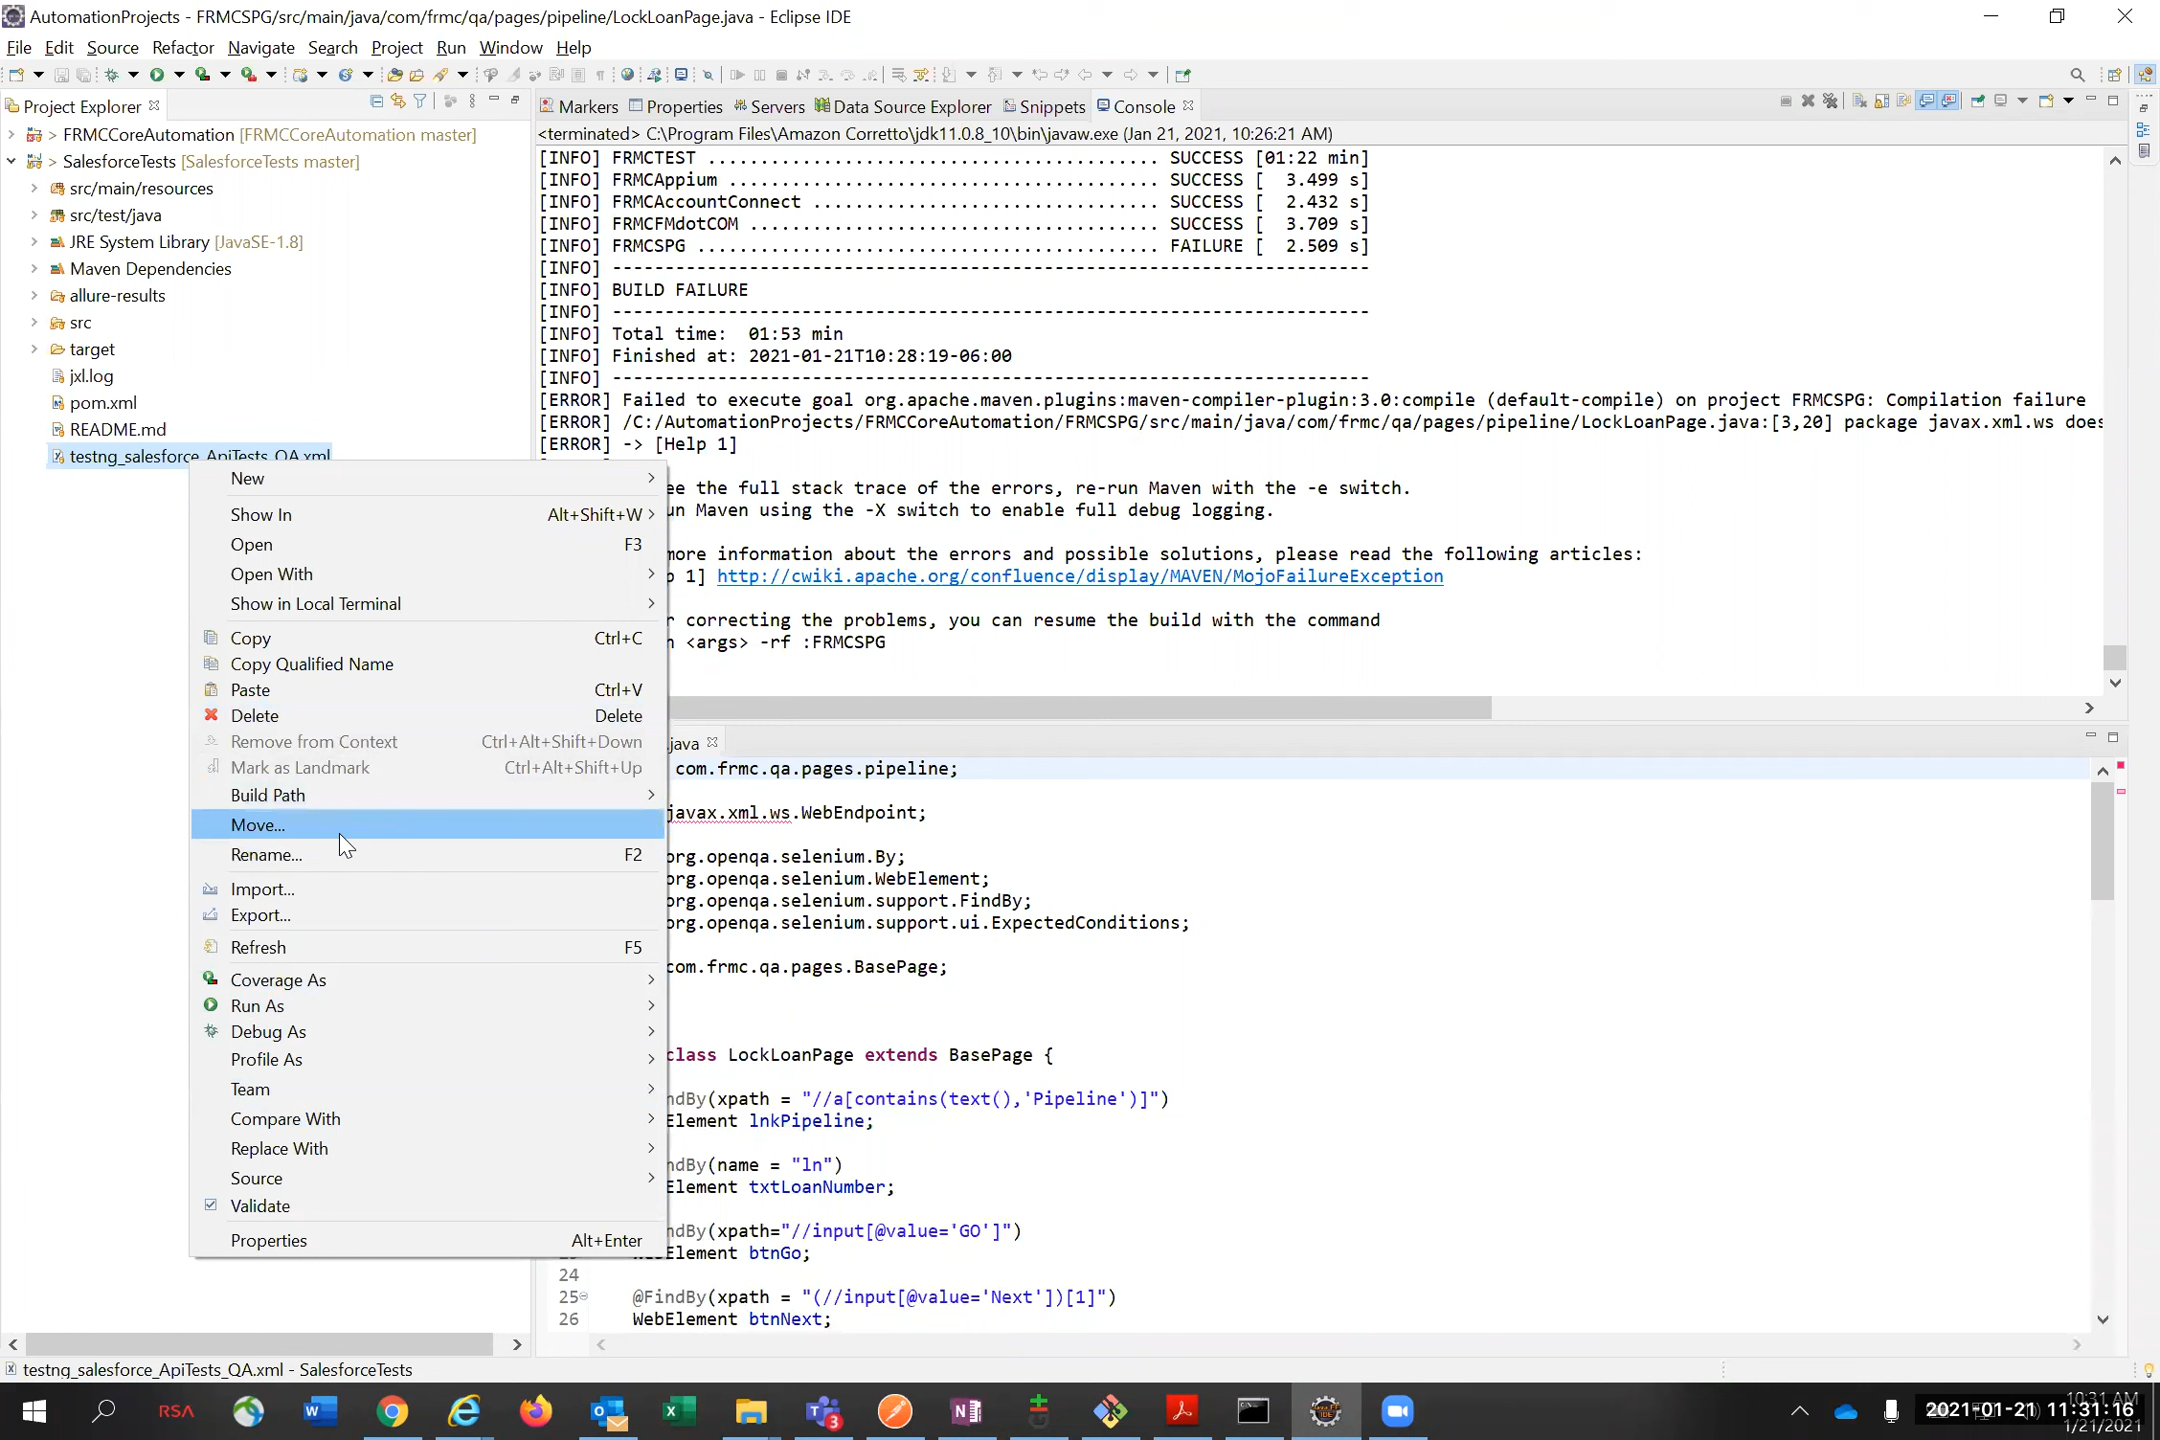 AutomationProjects - FRMCSPG/src/main/java/com/frmc/qa/pages/pipeline/LockLoanPage.java - Eclipse IDE
File Edit Source Refactor Navigate Search Project Run Window Help
Project Explorer
> FRMCCoreAutomation [FRMCCoreAutomation master]
> SalesforceTests [SalesforceTests master]
src/main/resources
src/test/java
JRE System Library [JavaSE-1.8]
Maven Dependencies
allure-results
src
target
jxl.log
pom.xml
README.md
testng_salesforce_ApiTests_QA.xml
New
Show In Alt+Shift+W
Open F3
Open With
Show in Local Terminal
Copy Ctrl+C
Copy Qualified Name
Paste Ctrl+V
Delete Delete
Remove from Context Ctrl+Alt+Shift+Down
Mark as Landmark Ctrl+Alt+Shift+Up
Build Path
Move...
Rename... F2
Import...
Export...
Refresh F5
Coverage As
Run As
Debug As
Profile As
Team
Compare With
Replace With
Source
Validate
Properties Alt+Enter
Markers Properties Servers Data Source Explorer Snippets Console
<terminated> C:\Program Files\Amazon Corretto\jdk11.0.8_10\bin\javaw.exe (Jan 21, 2021, 10:26:21 AM)
[INFO] FRMCTEST ........................................... SUCCESS [01:22 min]
[INFO] FRMCAppium ......................................... SUCCESS [  3.499 s]
[INFO] FRMCAccountConnect ................................. SUCCESS [  2.432 s]
[INFO] FRMCFMdotCOM ....................................... SUCCESS [  3.709 s]
[INFO] FRMCSPG ............................................ FAILURE [  2.509 s]
[INFO] ------------------------------------------------------------------------
[INFO] BUILD FAILURE
[INFO] ------------------------------------------------------------------------
[INFO] Total time:  01:53 min
[INFO] Finished at: 2021-01-21T10:28:19-06:00
[INFO] ------------------------------------------------------------------------
[ERROR] Failed to execute goal org.apache.maven.plugins:maven-compiler-plugin:3.0:compile (default-compile) on project FRMCSPG: Compilation failure
[ERROR] /C:/AutomationProjects/FRMCCoreAutomation/FRMCSPG/src/main/java/com/frmc/qa/pages/pipeline/LockLoanPage.java:[3,20] package javax.xml.ws does
[ERROR] -> [Help 1]
ee the full stack trace of the errors, re-run Maven with the -e switch.
un Maven using the -X switch to enable full debug logging.
more information about the errors and possible solutions, please read the following articles:
p 1] http://cwiki.apache.org/confluence/display/MAVEN/MojoFailureException
r correcting the problems, you can resume the build with the command
n <args> -rf :FRMCSPG
.java
com.frmc.qa.pages.pipeline;
javax.xml.ws.WebEndpoint;
org.openqa.selenium.By;
org.openqa.selenium.WebElement;
org.openqa.selenium.support.FindBy;
org.openqa.selenium.support.ui.ExpectedConditions;
com.frmc.qa.pages.BasePage;
class LockLoanPage extends BasePage {
ndBy(xpath = "//a[contains(text(),'Pipeline')]")
Element lnkPipeline;
ndBy(name = "ln")
Element txtLoanNumber;
ndBy(xpath="//input[@value='GO']")
WebElement btnGo;
24
25 @FindBy(xpath = "(//input[@value='Next'])[1]")
26 WebElement btnNext;
testng_salesforce_ApiTests_QA.xml - SalesforceTests
RSA
3
10:31 AM
2021-01-21 11:31:16
1/21/2021